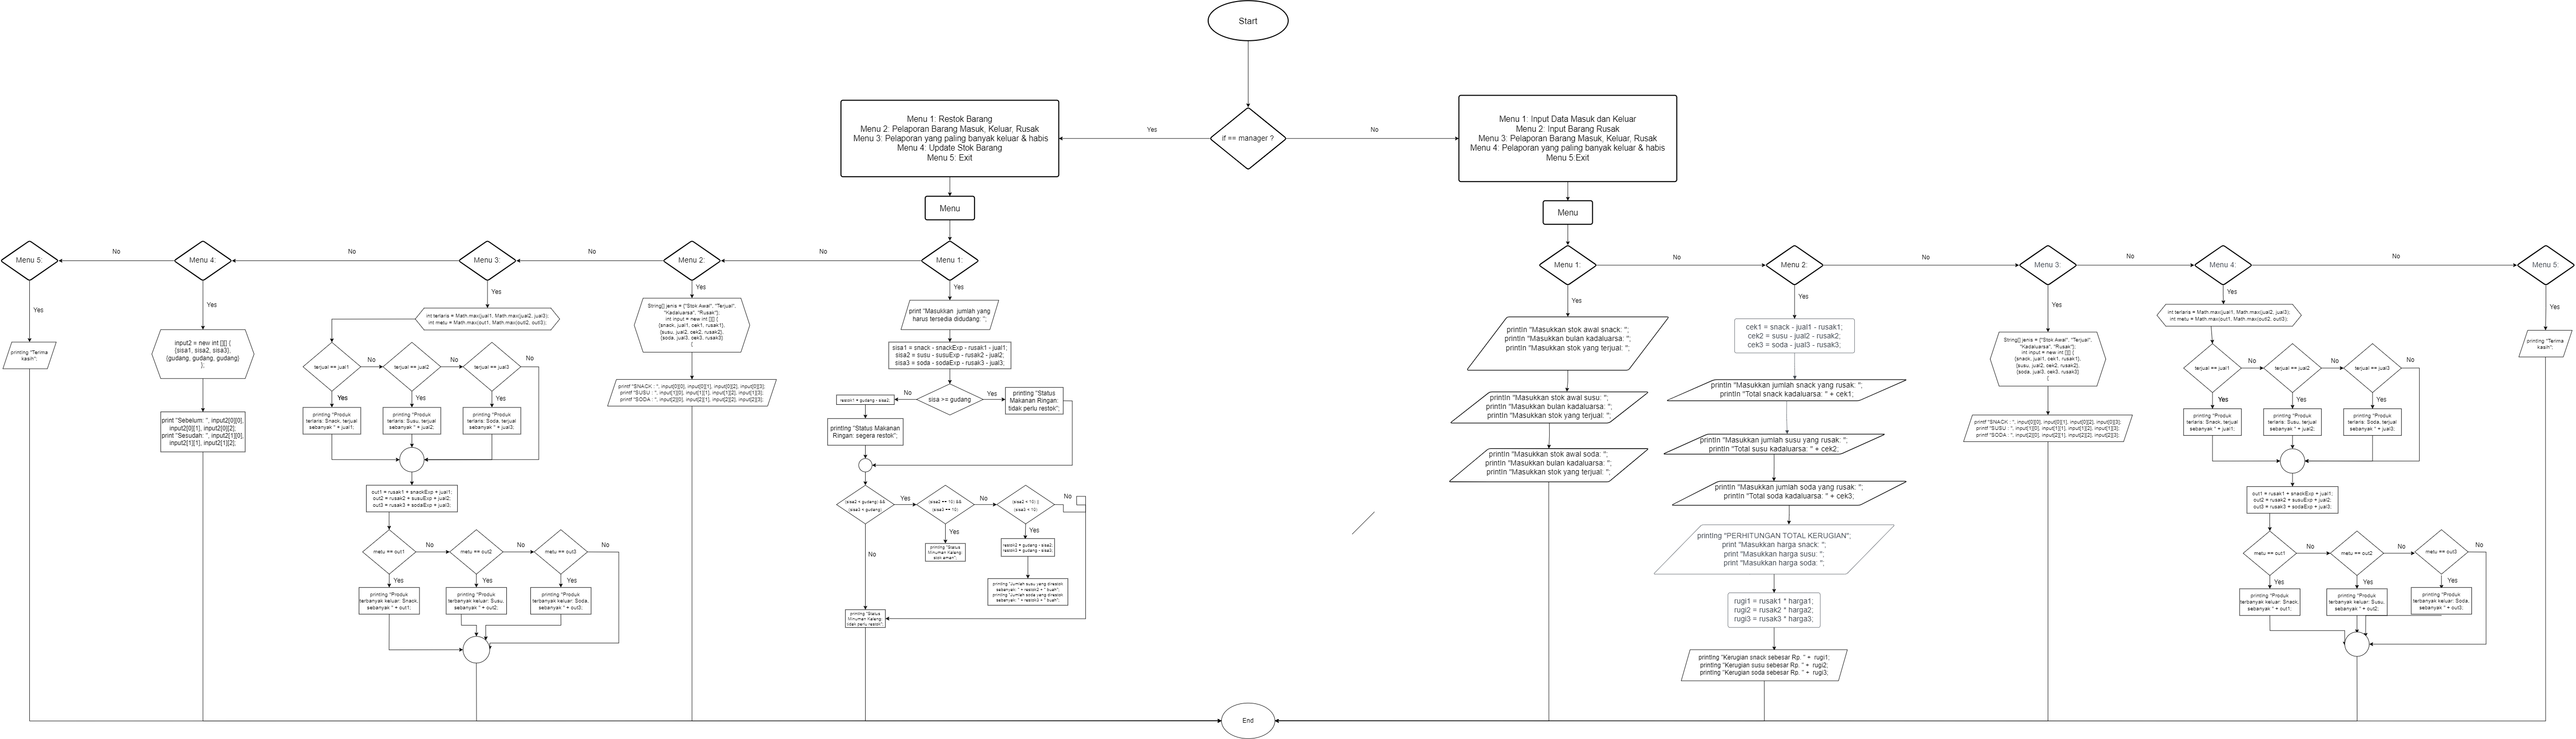 Start
if == manager ?
Yes
No
Menu 1: Restok Barang
Menu 2: Pelaporan Barang Masuk, Keluar, Rusak
Menu 3: Pelaporan yang paling banyak keluar & habis
Menu 4: Update Stok Barang
Menu 5: Exit
Menu
Menu 1:
No
Menu 2:
No
Menu 3:
No
Menu 4:
No
Menu 5:
Yes
printing "Terima
kasih";
Yes
input2 = new int [][] {
{sisa1, sisa2, sisa3},
{gudang, gudang, gudang}
};
print "Sebelum: ", input2[0][0],
input2[0][1], input2[0][2];
print "Sesudah: ", input2[1][0],
input2[1][1], input2[1][2];
Yes
int terlaris = Math.max(jual1, Math.max(jual2, jual3);
int metu = Math.max(out1, Math.max(out2, out3);
terjual == jual1
No
terjual == jual2
No
terjual == jual3
No
Yes
Yes
Yes
printing "Produk
terlaris: Snack, terjual
sebanyak " + jual1;
printing "Produk
terlaris: Susu, terjual
sebanyak " + jual2;
printing "Produk
terlaris: Soda, terjual
sebanyak " + jual3;
out1 = rusak1 + snackExp + jual1;
out2 = rusak2 + susuExp + jual2;
out3 = rusak3 + sodaExp + jual3;
metu == out1
No
metu == out2
No
metu == out3
No
Yes
Yes
Yes
printing "Produk
terbanyak keluar: Snack,
sebanyak " + out1;
printing "Produk
terbanyak keluar: Susu,
sebanyak " + out2;
printing "Produk
terbanyak keluar: Soda,
sebanyak " + out3;
Yes
String[] jenis = {"Stok Awal", "Terjual",
"Kadaluarsa", "Rusak"};
int input = new int [][] {
{snack, jual1, cek1, rusak1},
{susu, jual2, cek2, rusak2},
{soda, jual3, cek3, rusak3}
{
printf "SNACK : ", input[0][0], input[0][1], input[0][2], input[0][3];
printf "SUSU : ", input[1][0], input[1][1], input[1][2], input[1][3];
printf "SODA : ", input[2][0], input[2][1], input[2][2], input[2][3];
Yes
print "Masukkan  jumlah yang
harus tersedia didudang: ";
sisa1 = snack - snackExp - rusak1 - jual1;
sisa2 = susu - susuExp - rusak2 - jual2;
sisa3 = soda - sodaExp - rusak3 - jual3;
sisa >= gudang
No
Yes
restok1 = gudang - sisa2;
printing "Status
Makanan Ringan:
tidak perlu restok";
printing "Status Makanan
Ringan: segera restok";
(sisa2 < gudang) &&
(sisa3 < gudang)
Yes
(sisa2 == 10) &&
(sisa3 == 10)
No
(sisa2 < 10) ||
(sisa3 < 10)
No
Yes
Yes
No
printing "Status
Minuman Kaleng:
stok aman";
restok2 = gudang - sisa2;
restok3 = gudang - sisa3;
printing "Jumlah susu yang direstok
sebanyak: " + restok2 + " buah";
printing "Jumlah soda yang direstok
sebanyak: " + restok3 + " buah";
printing "Status
Minuman Kaleng:
tidak perlu restok"
Menu 1: Input Data Masuk dan Keluar
Menu 2: Input Barang Rusak
Menu 3: Pelaporan Barang Masuk, Keluar, Rusak
Menu 4: Pelaporan yang paling banyak keluar & habis
Menu 5:Exit
Menu
Menu 1:
No
Menu 2:
No
Menu 3:
No
Menu 4:
No
Menu 5:
Yes
println "Masukkan stok awal snack: ";
println "Masukkan bulan kadaluarsa: ";
println "Masukkan stok yang terjual: ";
println "Masukkan stok awal susu: ";
println "Masukkan bulan kadaluarsa: ";
println "Masukkan stok yang terjual: ";
println "Masukkan stok awal soda: ";
println "Masukkan bulan kadaluarsa: ";
println "Masukkan stok yang terjual: ";
Yes
cek1 = snack - jual1 - rusak1;
cek2 = susu - jual2 - rusak2;
cek3 = soda - jual3 - rusak3;
println "Masukkan jumlah snack yang rusak: ";
println "Total snack kadaluarsa: " + cek1;
println "Masukkan jumlah susu yang rusak: ";
println "Total susu kadaluarsa: " + cek2;
println "Masukkan jumlah soda yang rusak: ";
println "Total soda kadaluarsa: " + cek3;
printing "PERHITUNGAN TOTAL KERUGIAN";
print "Masukkan harga snack: ";
print "Masukkan harga susu: ";
print "Masukkan harga soda: ";
rugi1 = rusak1 * harga1;
rugi2 = rusak2 * harga2;
rugi3 = rusak3 * harga3;
printing "Kerugian snack sebesar Rp. " +  rugi1;
printing "Kerugian susu sebesar Rp. " +  rugi2;
printing "Kerugian soda sebesar Rp. " +  rugi3;
Yes
String[] jenis = {"Stok Awal", "Terjual",
"Kadaluarsa", "Rusak"};
int input = new int [][] {
{snack, jual1, cek1, rusak1},
{susu, jual2, cek2, rusak2},
{soda, jual3, cek3, rusak3}
{
printf "SNACK : ", input[0][0], input[0][1], input[0][2], input[0][3];
printf "SUSU : ", input[1][0], input[1][1], input[1][2], input[1][3];
printf "SODA : ", input[2][0], input[2][1], input[2][2], input[2][3];
Yes
int terlaris = Math.max(jual1, Math.max(jual2, jual3);
int metu = Math.max(out1, Math.max(out2, out3);
terjual == jual1
No
terjual == jual2
No
terjual == jual3
No
Yes
Yes
Yes
printing "Produk
terlaris: Snack, terjual
sebanyak " + jual1;
printing "Produk
terlaris: Susu, terjual
sebanyak " + jual2;
printing "Produk
terlaris: Soda, terjual
sebanyak " + jual3;
out1 = rusak1 + snackExp + jual1;
out2 = rusak2 + susuExp + jual2;
out3 = rusak3 + sodaExp + jual3;
metu == out1
No
metu == out2
No
metu == out3
No
Yes
Yes
Yes
printing "Produk
terbanyak keluar: Snack,
sebanyak " + out1;
printing "Produk
terbanyak keluar: Susu,
sebanyak " + out2;
printing "Produk
terbanyak keluar: Soda,
sebanyak " + out3;
Yes
printing "Terima
kasih";
End